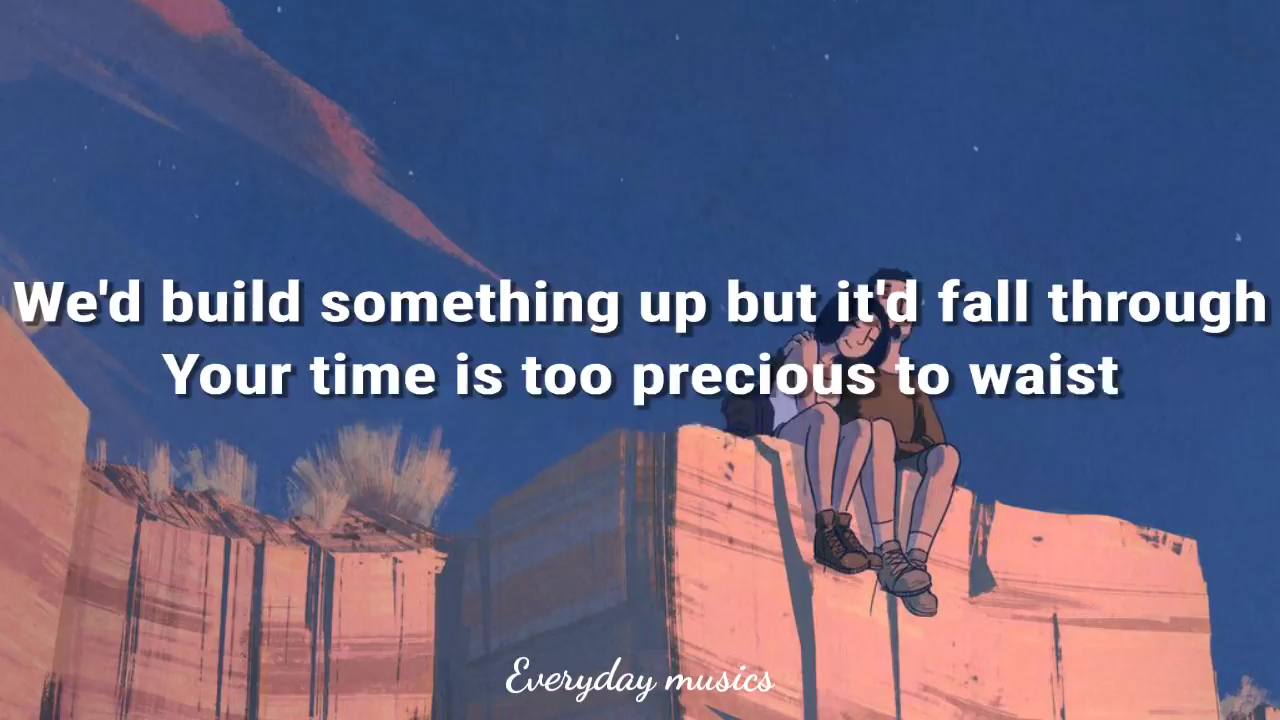 We'd build something up but it'd fall through
Your time is too precious to waist
Everyday musics